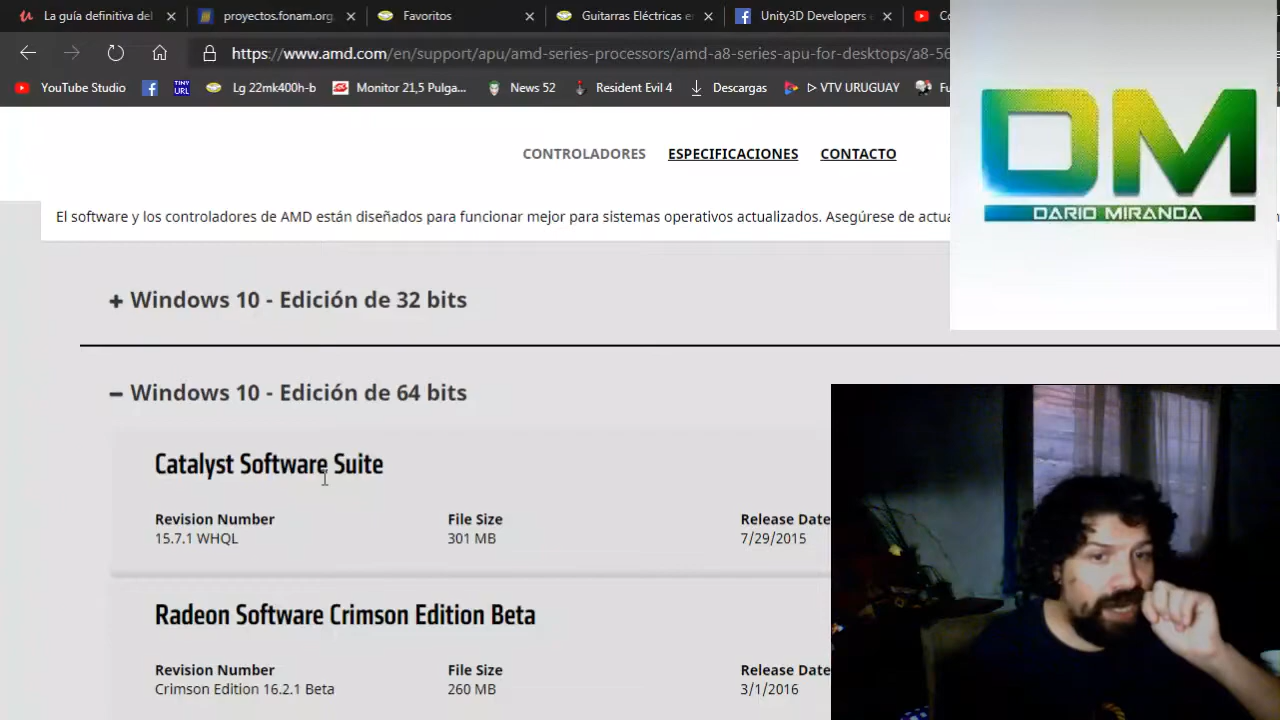 La guía definitiva del
proyectos.fonam.org.
Favoritos
Guitarras Eléctricas e
Unity3D Developers
https://www.amd.com/en/support/apu/amd-series-processors/amd-a8-series-apu-for-desktops/a8-56
YouTube Studio
TINY
URL
Lg 22mk400h-b
Monitor 21,5 Pulga...
News 52
Resident Evil 4
Descargas
▷ VTV URUGUAY
CONTROLADORES
ESPECIFICACIONES
CONTACTO
El software y los controladores de AMD están diseñados para funcionar mejor para sistemas operativos actualizados. Asegúrese de actua
DM
DARIO MIRANDA
+ Windows 10 - Edición de 32 bits
− Windows 10 - Edición de 64 bits
Catalyst Software Suite
Revision Number
File Size
Release Date
15.7.1 WHQL
301 MB
7/29/2015
Radeon Software Crimson Edition Beta
Revision Number
File Size
Release Date
Crimson Edition 16.2.1 Beta
260 MB
3/1/2016